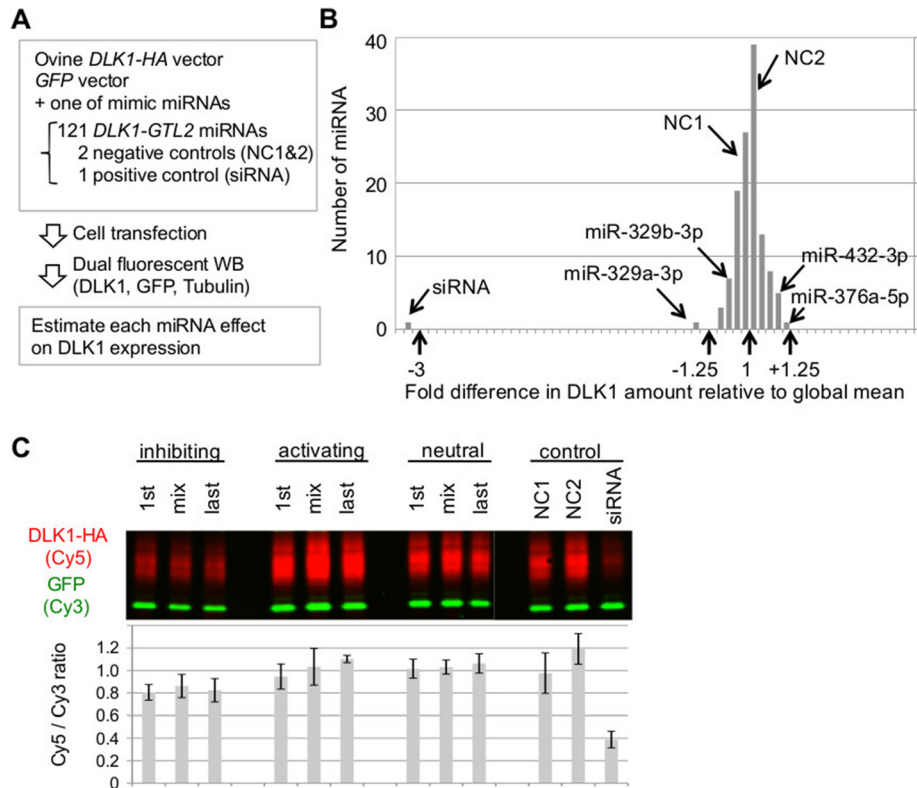 A
Ovine DLK1-HA vector
GFP vector
+ one of mimic miRNAs
121 DLK1-GTL2 miRNAs
2 negative controls (NC1&2)
1 positive control (siRNA)
Cell transfection
Dual fluorescent WB
(DLK1, GFP, Tubulin)
Estimate each miRNA effect
on DLK1 expression
B
Number of miRNA
40
30
20
10
0
NC2
NC1
miR-329b-3p
miR-432-3p
miR-329a-3p
siRNA
miR-376a-5p
-3
-1.25
1
+1.25
Fold difference in DLK1 amount relative to global mean
C
inhibiting activating neutral control
1st mix last 1st mix last 1st mix last NC1 NC2 siRNA
DLK1-HA
(Cy5)
GFP
(Cy3)
Cy5 / Cy3 ratio
1.2
1.0
0.8
0.6
0.4
0.2
0